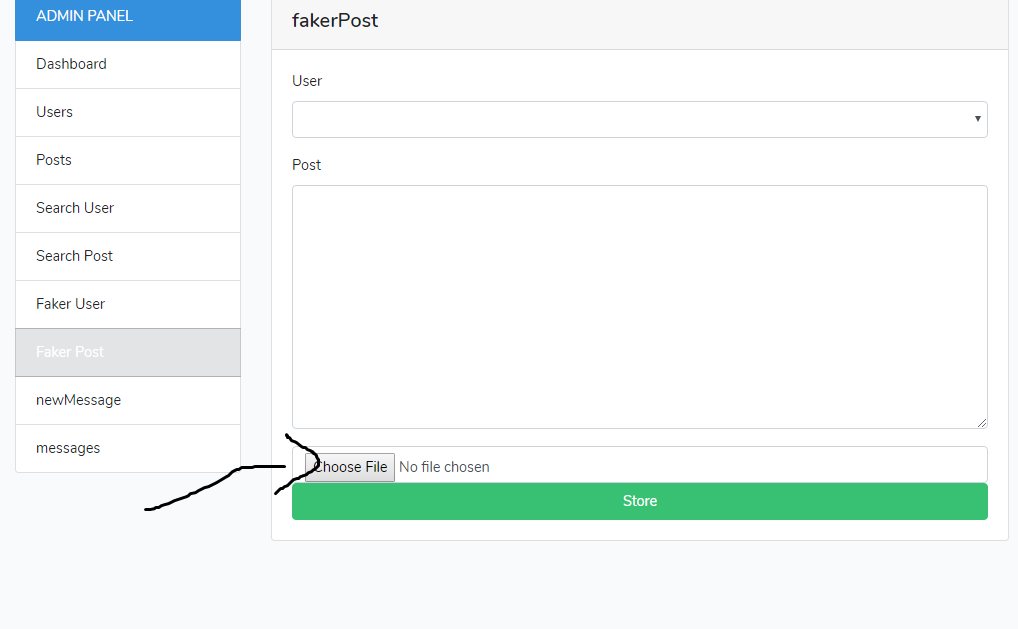 ADMIN PANEL
Dashboard
Users
Posts
Search User
Search Post
Faker User
Faker Post
newMessage
messages
fakerPost
User
Post
Choose File No file chosen
Store